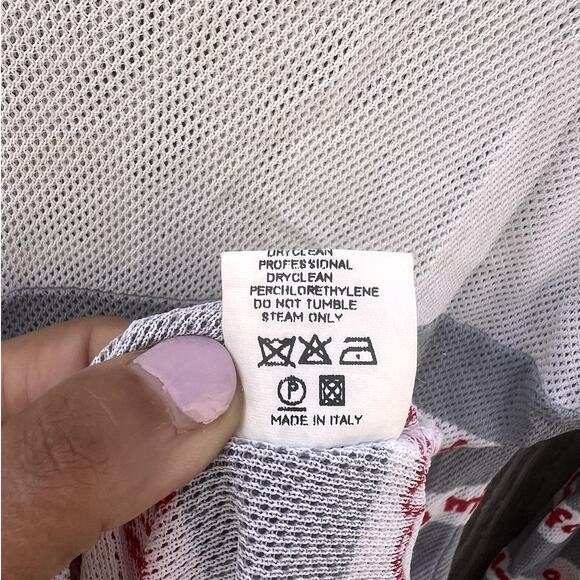 DRYCLEAN
PROFESSIONAL
DRYCLEAN
PERCHLORETHYLENE
DO NOT TUMBLE
STEAM ONLY
P
MADE IN ITALY